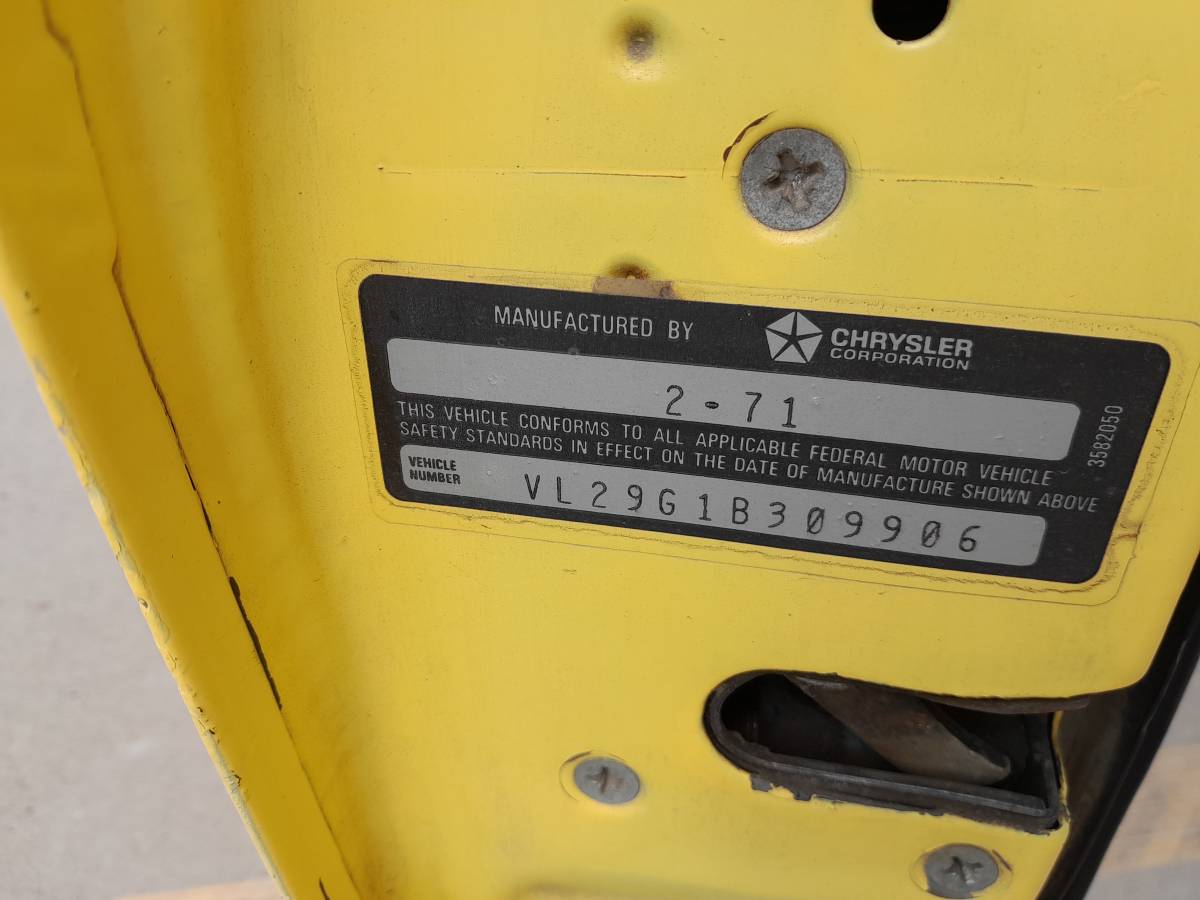 MANUFACTURED BY CHRYSLER
CORPORATION
2-71
THIS VEHICLE CONFORMS TO ALL APPLICABLE FEDERAL MOTOR VEHICLE
SAFETY STANDARDS IN EFFECT ON THE DATE OF MANUFACTURE SHOWN ABOVE
3582050
VEHICLE
NUMBER
VL29G1B309906